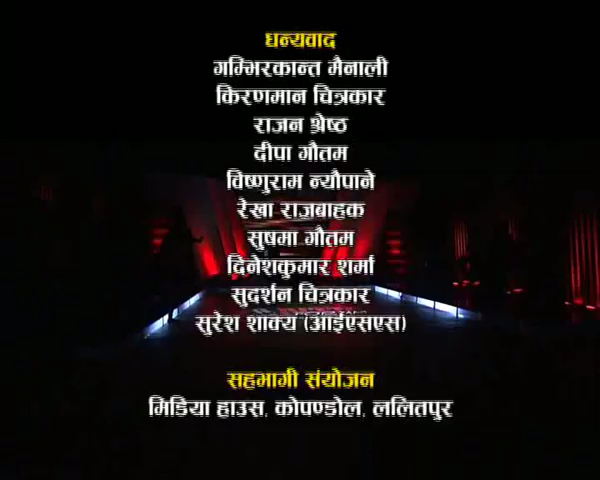 धन्यवाद
गम्भिरकान्त मैनाली
किरणमान चित्रकार
राजन श्रेष्ठ
दीपा गौतम
विष्णुराम न्यौपाने
रेखा राजबाहक
सुषमा गौतम
दिनेशकुमार शर्मा
सुदर्शन चित्रकार
सुरेश शाक्य (आईएसएस)
सहभागी संयोजन
मिडिया हाउस, कोपण्डोल, ललितपुर